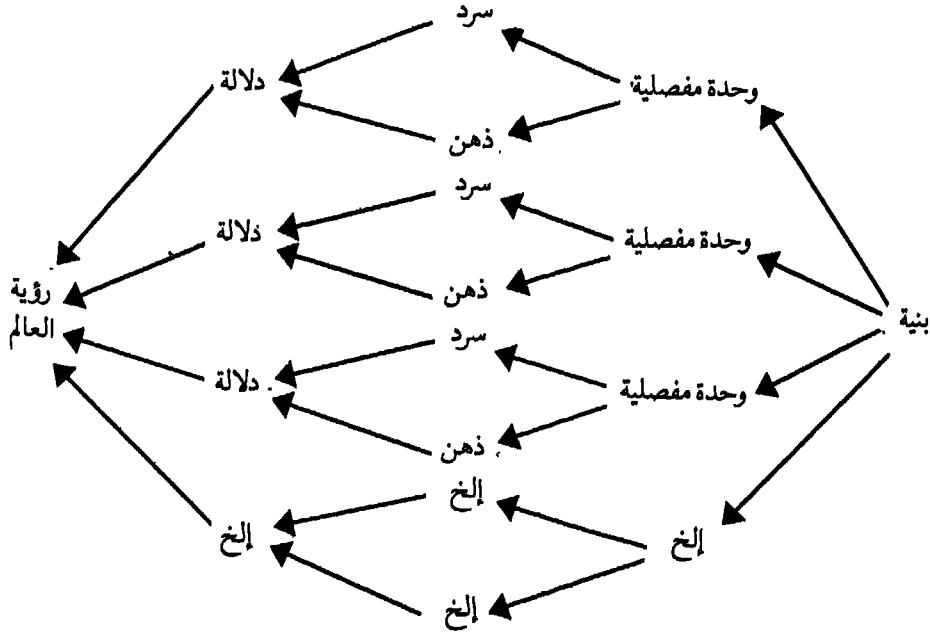 سرد
دلالة
وحدة مفصلية
ذهن
سرد
ذلالة
وحدة مفصلية
رؤية
ذهن
العالم
بنية
سرد
دلالة
وحدة مفصلية
ذهن
إلخ
إلخ
إلخ
إلخ